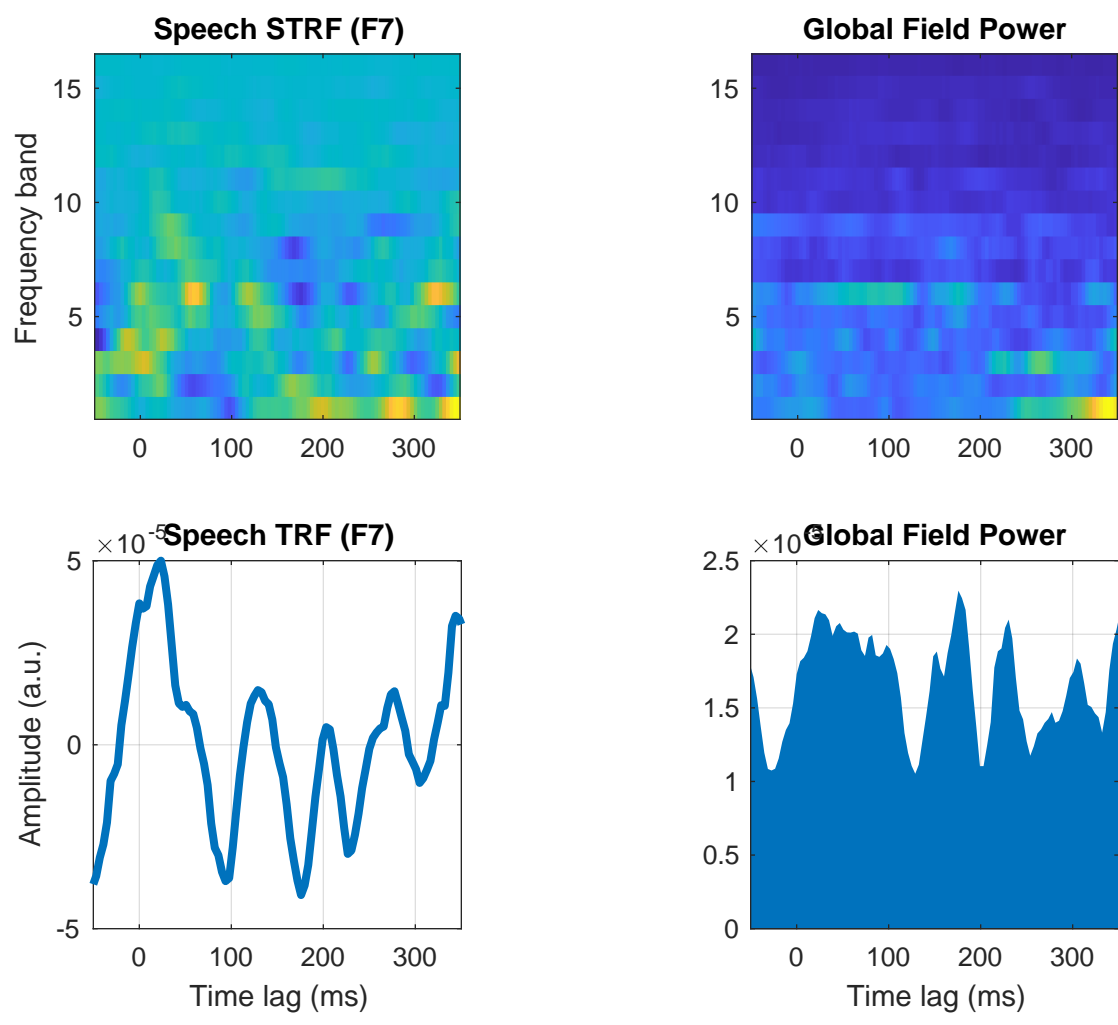 Speech STRF (F7)
Global Field Power
Frequency band
15
10
5
0 100 200 300
15
10
5
0 100 200 300
×10⁻⁵
Speech TRF (F7)
Amplitude (a.u.)
5
0
-5
0 100 200 300
Time lag (ms)
×10
Global Field Power
2.5
2
1.5
1
0.5
0
0 100 200 300
Time lag (ms)